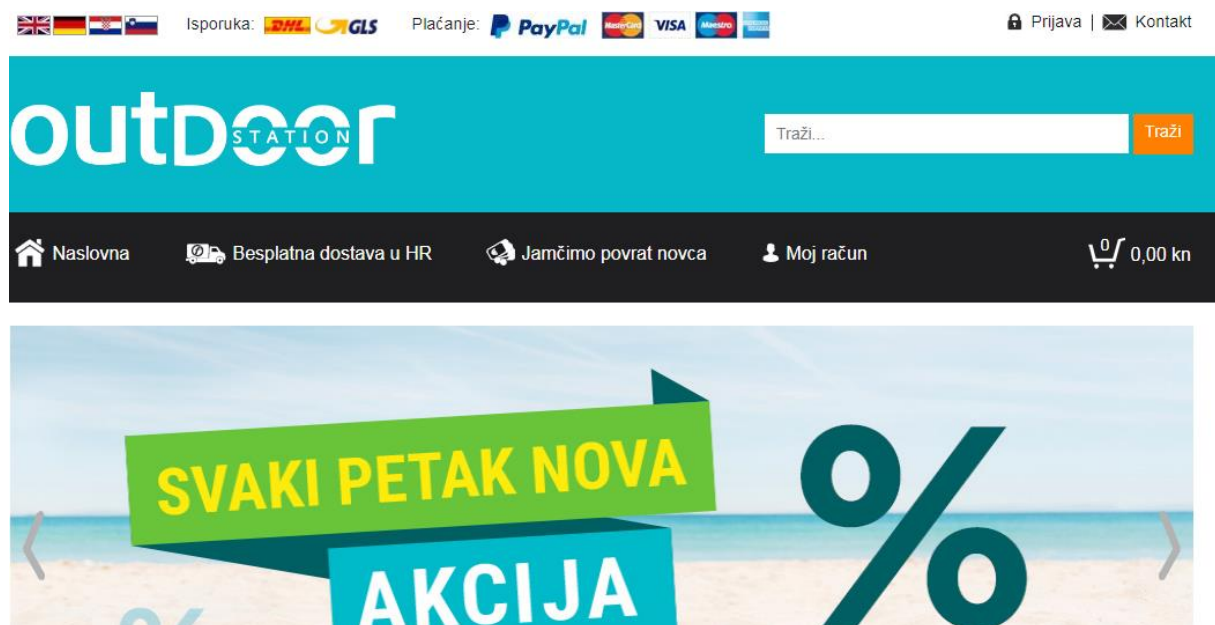 Isporuka: DHL GLS Plaćanje: PayPal MasterCard VISA Maestro
Prijava | Kontakt
outDoor
STATION
Traži... Traži
Naslovna Besplatna dostava u HR Jamčimo povrat novca Moj račun 0 0,00 kn
SVAKI PETAK NOVA
AKCIJA
%
%